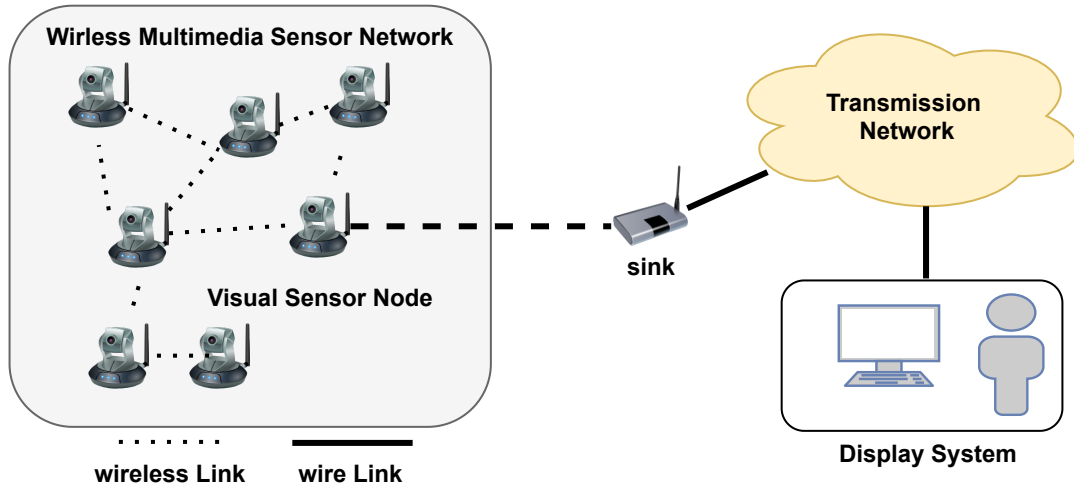 Wirless Multimedia Sensor Network
Transmission
Network
sink
Visual Sensor Node
Display System
wireless Link
wire Link